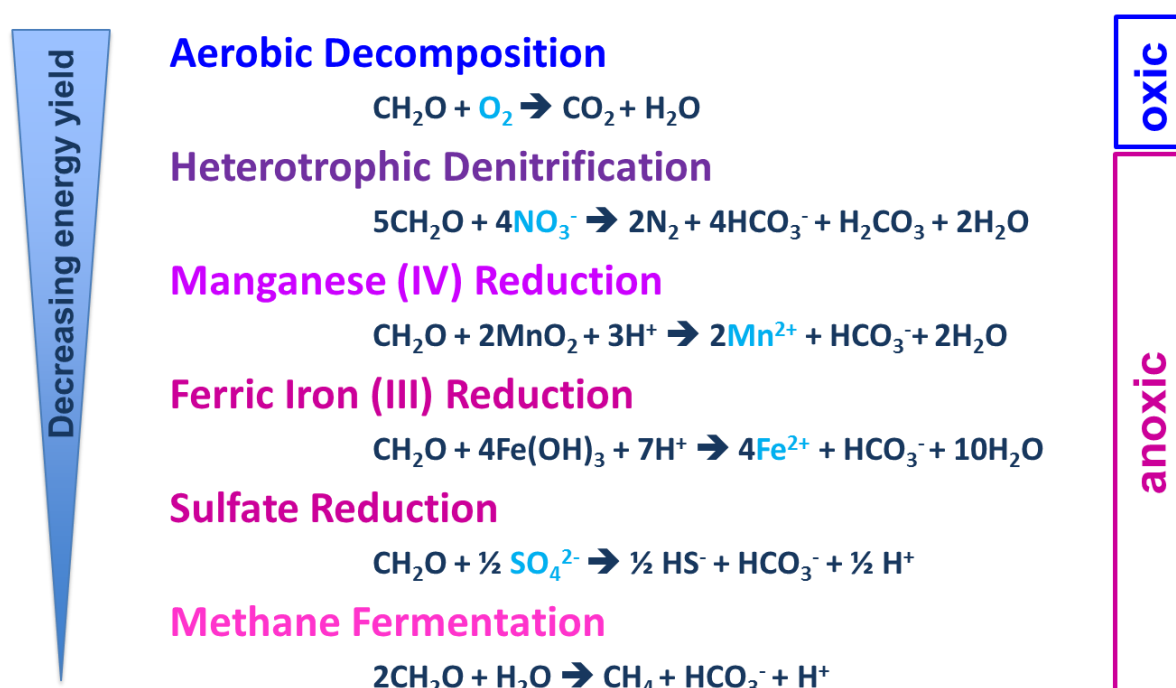 Decreasing energy yield
Aerobic Decomposition
CH₂O + O₂ ➔ CO₂ + H₂O
Heterotrophic Denitrification
5CH₂O + 4NO₃⁻ ➔ 2N₂ + 4HCO₃⁻ + H₂CO₃ + 2H₂O
Manganese (IV) Reduction
CH₂O + 2MnO₂ + 3H⁺ ➔ 2Mn²⁺ + HCO₃⁻ + 2H₂O
Ferric Iron (III) Reduction
CH₂O + 4Fe(OH)₃ + 7H⁺ ➔ 4Fe²⁺ + HCO₃⁻ + 10H₂O
Sulfate Reduction
CH₂O + ½ SO₄²⁻ ➔ ½ HS⁻ + HCO₃⁻ + ½ H⁺
Methane Fermentation
2CH₂O + H₂O ➔ CH₄ + HCO₃⁻ + H⁺
oxic
anoxic